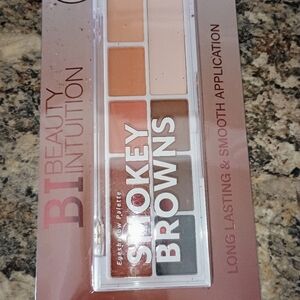 BI BEAUTY
INTUITION
Eyeshadow Palette
SMOKEY
BROWNS
LONG LASTING & SMOOTH APPLICATION